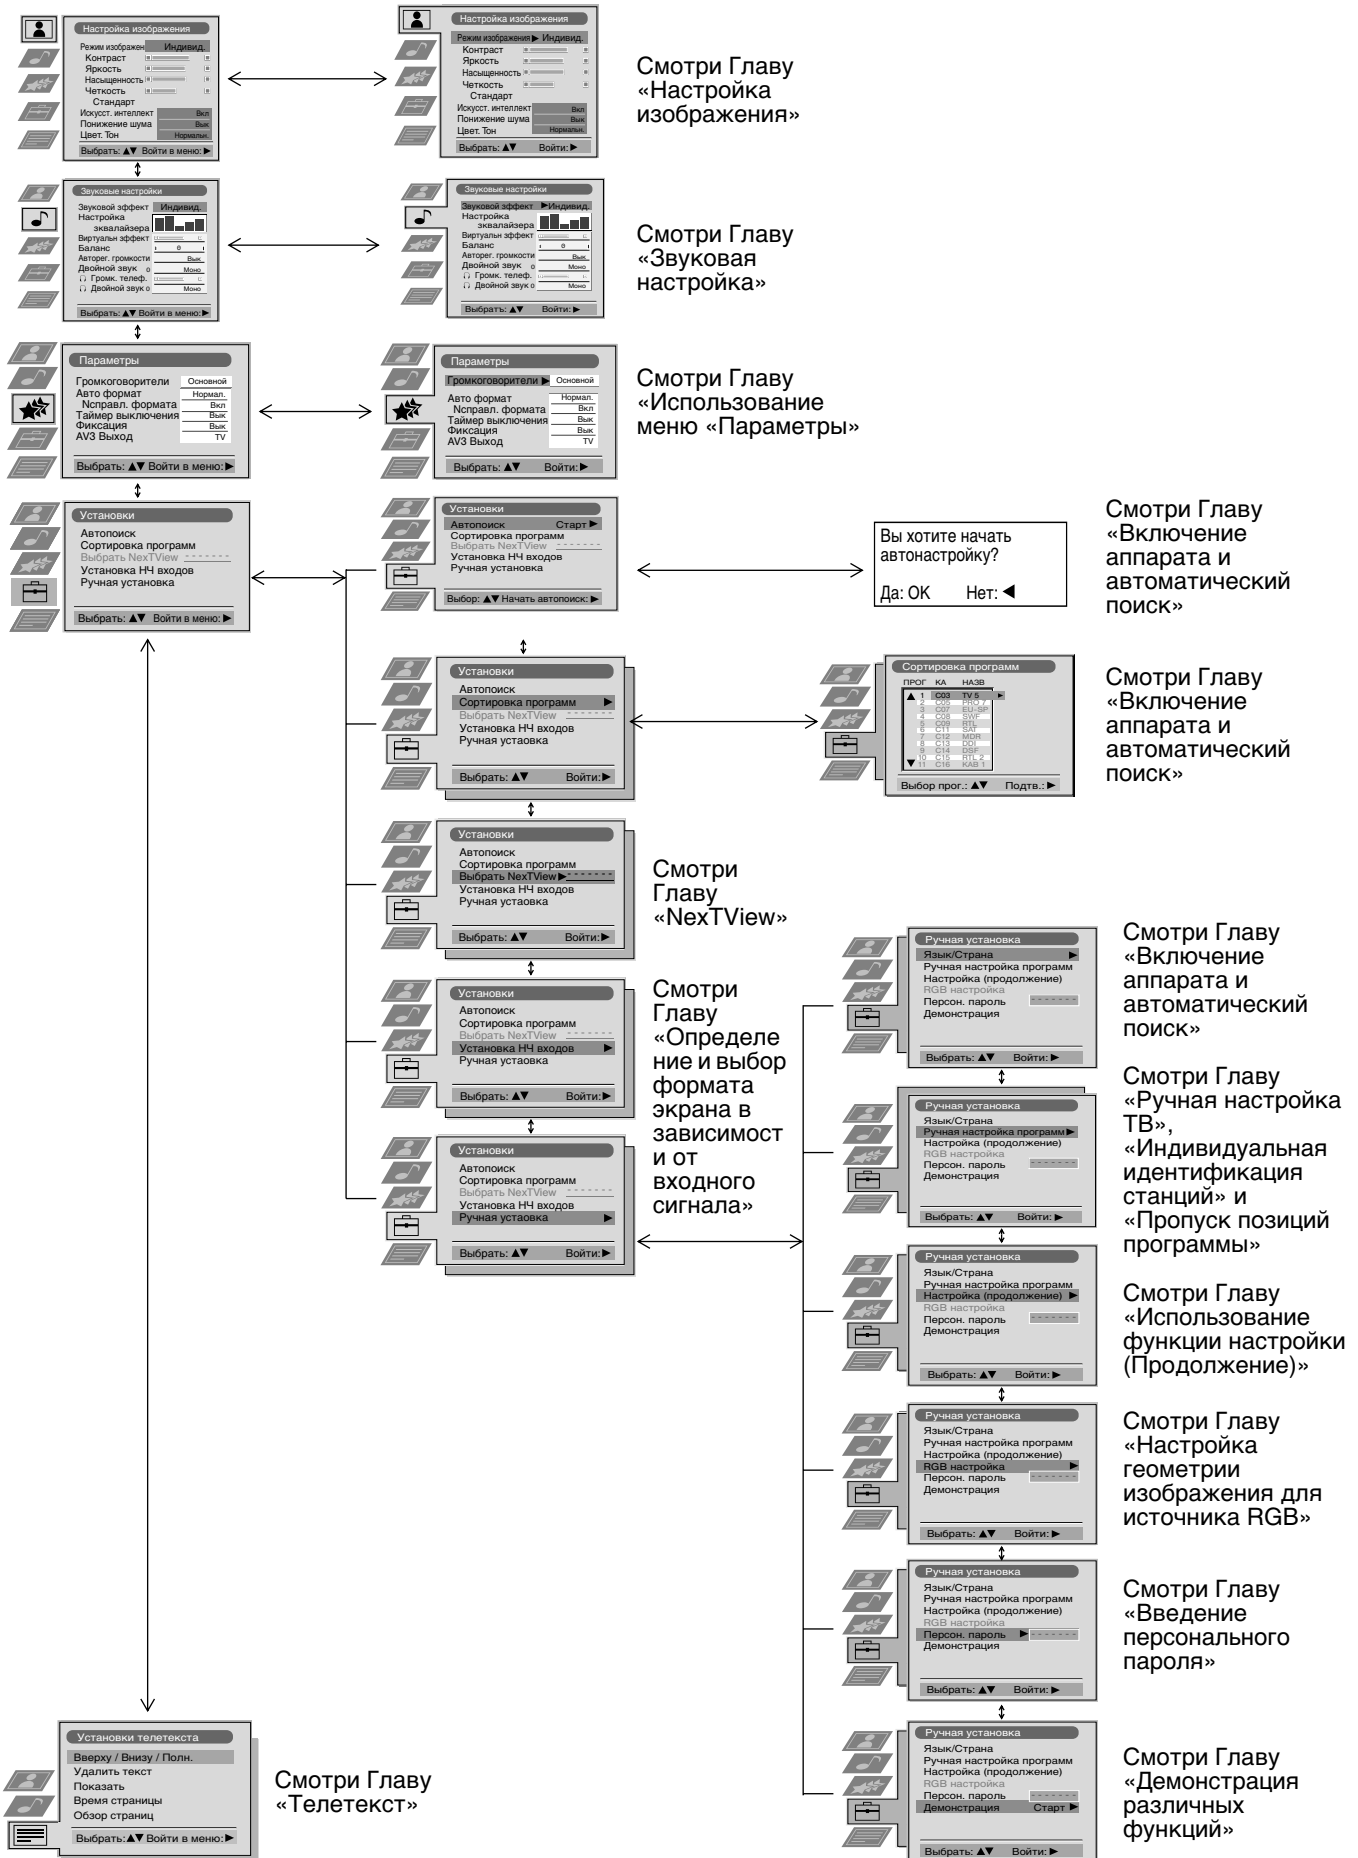 Настройка изображения
Режим изображен Индивид.
Контраст
Яркость
Насыщенность
Четкость
Стандарт
Искусст. интеллект Вкл
Понижение шума Вык
Цвет. Тон Нормальн.
Выбрать: ▲▼ Войти в меню: ▶
Настройка изображения
Режим изображения ▶ Индивид.
Контраст
Яркость
Насыщенность
Четкость
Стандарт
Искусст. интеллект Вкл
Понижение шума Вык
Цвет. Тон Нормальн.
Выбрать: ▲▼ Войти: ▶
Смотри Главу
«Настройка
изображения»
Звуковые настройки
Звуковой эффект Индивид.
Настройка
эквалайзера
Виртуальн эффект
Баланс 0
Авторег. громкости Вык
Двойной звук 0 Моно
Громк. телеф.
Двойной звук 0 Моно
Выбрать: ▲▼ Войти в меню: ▶
Звуковые настройки
Звуковой эффект ▶ Индивид.
Настройка
эквалайзера
Виртуальн эффект
Баланс 0
Авторег. громкости Вык
Двойной звук 0 Моно
Громк. телеф.
Двойной звук 0 Моно
Выбрать: ▲▼ Войти: ▶
Смотри Главу
«Звуковая
настройка»
Параметры
Громкоговорители Основной
Авто формат Нормал.
Nсправл. формата Вкл
Таймер выключения Вык
Фиксация Вык
AV3 Выход TV
Выбрать: ▲▼ Войти в меню: ▶
Параметры
Громкоговорители ▶ Основной
Авто формат Нормал.
Nсправл. формата Вкл
Таймер выключения Вык
Фиксация Вык
AV3 Выход TV
Выбрать: ▲▼ Войти: ▶
Смотри Главу
«Использование
меню «Параметры»
Установки
Автопоиск
Сортировка программ
Выбрать NexTView - - - - - -
Установка НЧ входов
Ручная установка
Выбрать: ▲▼ Войти в меню: ▶
Установки
Автопоиск Старт ▶
Сортировка программ
Выбрать NexTView - - - - - -
Установка НЧ входов
Ручная установка
Выбор: ▲▼ Начать автопоиск: ▶
Вы хотите начать
автонастройку?
Да: OK Нет: ◀
Смотри Главу
«Включение
аппарата и
автоматический
поиск»
Установки
Автопоиск
Сортировка программ ▶
Выбрать NexTView - - - - - -
Установка НЧ входов
Ручная устаовка
Выбрать: ▲▼ Войти: ▶
Сортировка программ
ПРОГ КА НАЗВ
▲ 1 C03 TV 5 ▶
2 C05 PRO 7
3 C07 EU-SP
4 C08 SWF
5 C09 RTL
6 C11 SAT
7 C12 MDR
8 C13 DDI
9 C14 DSF
10 C15 RTL 2
▼ 11 C16 KAB 1
Выбор прог.: ▲▼ Подтв.: ▶
Смотри Главу
«Включение
аппарата и
автоматический
поиск»
Установки
Автопоиск
Сортировка программ
Выбрать NexTView ▶ - - - - - -
Установка НЧ входов
Ручная устаовка
Выбрать: ▲▼ Войти: ▶
Смотри
Главу
«NexTView»
Установки
Автопоиск
Сортировка программ
Выбрать NexTView - - - - - -
Установка НЧ входов ▶
Ручная устаовка
Выбрать: ▲▼ Войти: ▶
Смотри
Главу
«Определе
ние и выбор
формата
экрана в
зависимост
и от
входного
сигнала»
Установки
Автопоиск
Сортировка программ
Выбрать NexTView - - - - - -
Установка НЧ входов
Ручная устаовка ▶
Выбрать: ▲▼ Войти: ▶
Ручная установка
Язык/Страна ▶
Ручная настройка программ
Настройка (продолжение)
RGB настройка
Персон. пароль - - - - - - -
Демонстрация
Выбрать: ▲▼ Войти: ▶
Смотри Главу
«Включение
аппарата и
автоматический
поиск»
Ручная установка
Язык/Страна
Ручная настройка программ ▶
Настройка (продолжение)
RGB настройка
Персон. пароль - - - - - - -
Демонстрация
Выбрать: ▲▼ Войти: ▶
Смотри Главу
«Ручная настройка
ТВ»,
«Индивидуальная
идентификация
станций» и
«Пропуск позиций
программы»
Ручная установка
Язык/Страна
Ручная настройка программ
Настройка (продолжение) ▶
RGB настройка
Персон. пароль - - - - - - -
Демонстрация
Выбрать: ▲▼ Войти: ▶
Смотри Главу
«Использование
функции настройки
(Продолжение)»
Ручная установка
Язык/Страна
Ручная настройка программ
Настройка (продолжение)
RGB настройка ▶
Персон. пароль - - - - - - -
Демонстрация
Выбрать: ▲▼ Войти: ▶
Смотри Главу
«Настройка
геометрии
изображения для
источника RGB»
Ручная установка
Язык/Страна
Ручная настройка программ
Настройка (продолжение)
RGB настройка
Персон. пароль ▶ - - - - - - -
Демонстрация
Выбрать: ▲▼ Войти: ▶
Смотри Главу
«Введение
персонального
пароля»
Ручная установка
Язык/Страна
Ручная настройка программ
Настройка (продолжение)
RGB настройка
Персон. пароль - - - - - - -
Демонстрация Старт ▶
Выбрать: ▲▼ Войти: ▶
Смотри Главу
«Демонстрация
различных
функций»
Установки телетекста
Вверху / Внизу / Полн.
Удалить текст
Показать
Время страницы
Обзор страниц
Выбрать: ▲▼ Войти в меню: ▶
Смотри Главу
«Телетекст»